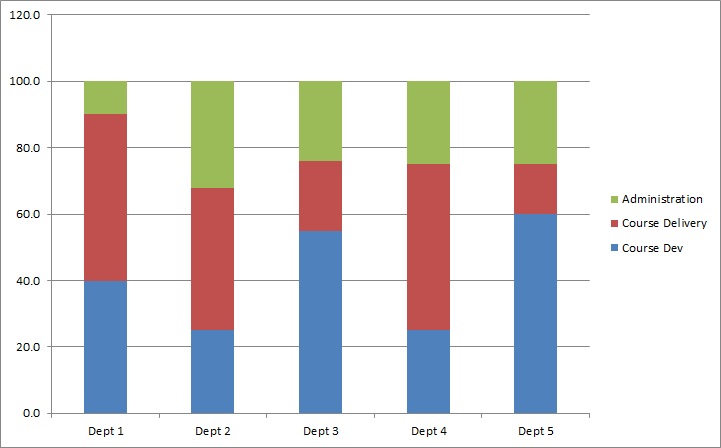 120.0
100.0
80.0
60.0
40.0
20.0
0.0
Dept 1 Dept 2 Dept 3 Dept 4 Dept 5
Administration
Course Delivery
Course Dev